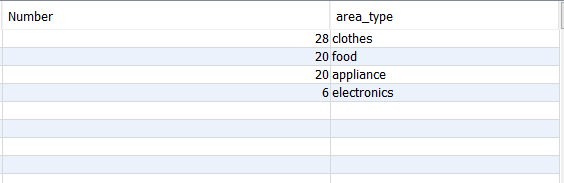 Number area_type
28 clothes
20 food
20 appliance
6 electronics